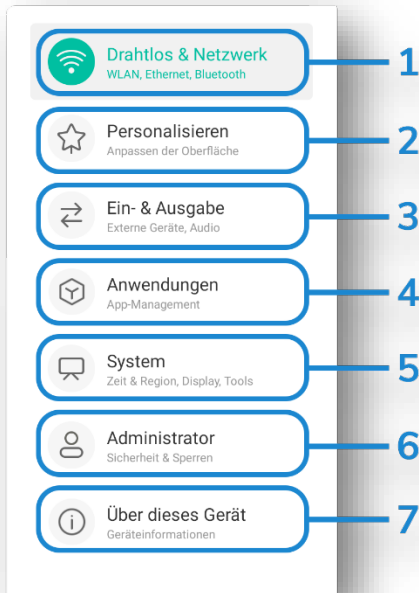 Drahtlos & Netzwerk
WLAN, Ethernet, Bluetooth
1
Personalisieren
Anpassen der Oberfläche
2
Ein- & Ausgabe
Externe Geräte, Audio
3
Anwendungen
App-Management
4
System
Zeit & Region, Display, Tools
5
Administrator
Sicherheit & Sperren
6
Über dieses Gerät
Geräteinformationen
7